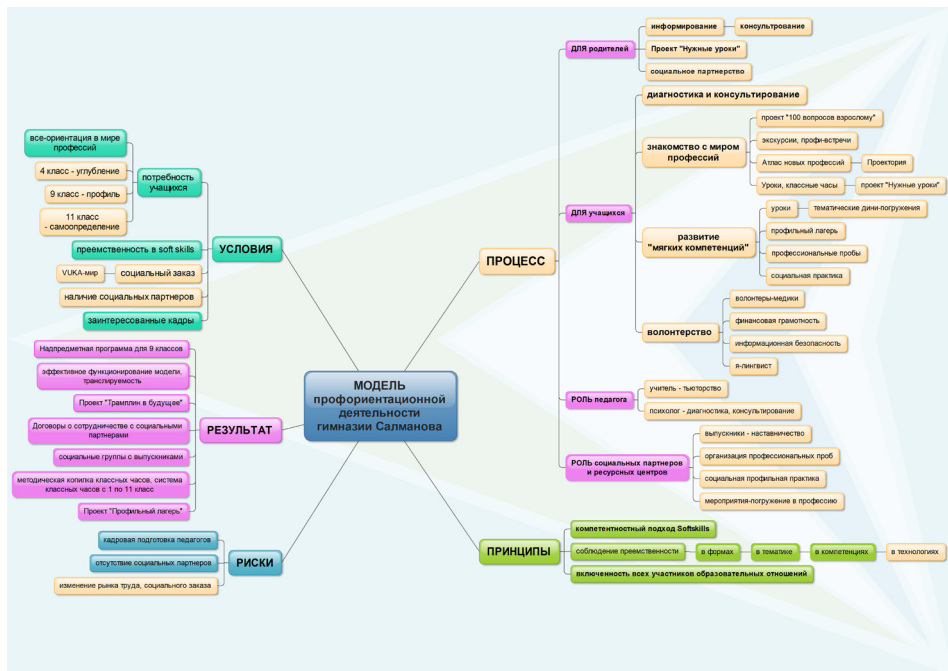 МОДЕЛЬ
профориентационной
деятельности
гимназии Салманова
УСЛОВИЯ
потребность
учащихся
все-ориентация в мире
профессий
4 класс - углубление
9 класс - профиль
11 класс
- самоопределение
преемственность в soft skills
социальный заказ
VUKA-мир
наличие социальных партнеров
заинтересованные кадры
РЕЗУЛЬТАТ
Надпредметная программа для 9 классов
эффективное функционирование модели,
транслируемость
Проект "Трамплин в будущее"
Договоры о сотрудничестве с социальными
партнерами
социальные группы с выпускниками
методическая копилка классных часов, система
классных часов с 1 по 11 класс
Проект "Профильный лагерь"
РИСКИ
кадровая подготовка педагогов
отсутствие социальных партнеров
изменение рынка труда, социального заказа
ПРОЦЕСС
ДЛЯ родителей
информирование
консультрование
Проект "Нужные уроки"
социальное партнерство
ДЛЯ учащихся
диагностика и консультирование
знакомство с миром
профессий
проект "100 вопросов взрослому"
экскурсии, профи-встречи
Атлас новых профессий
Проектория
Уроки, классные часы
проект "Нужные уроки"
развитие
"мягких компетенций"
уроки
тематические дини-погружения
профильный лагерь
профессиональные пробы
социальная практика
волонтерство
волонтеры-медики
финансовая грамотность
информационная безопасность
я-лингвист
РОЛЬ педагога
учитель - тьюторство
психолог - диагностика, консультирование
РОЛЬ социальных партнеров
и ресурсных центров
выпускники - наставничество
организация профессиональных проб
социальная профильная практика
мероприятия-погружение в профессию
ПРИНЦИПЫ
компетентностный подход Softskills
соблюдение преемственности
в формах
в тематике
в компетенциях
в технологиях
включенность всех участников образовательных отношений